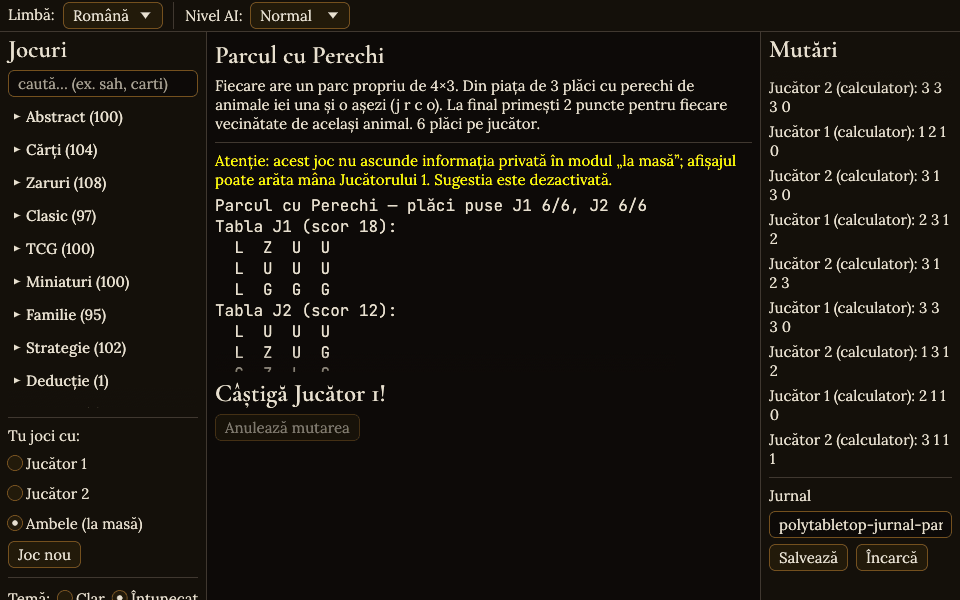 Limbă: Română ▼ Nivel AI: Normal ▼
Jocuri
caută... (ex. sah, carti)
▸ Abstract (100)
▸ Cărți (104)
▸ Zaruri (108)
▸ Clasic (97)
▸ TCG (100)
▸ Miniaturi (100)
▸ Familie (95)
▸ Strategie (102)
▸ Deducție (1)
Tu joci cu:
Jucător 1
Jucător 2
Ambele (la masă)
Joc nou
Temă: Clar Întunecat
Parcul cu Perechi
Fiecare are un parc propriu de 4×3. Din piața de 3 plăci cu perechi de
animale iei una și o așezi (j r c o). La final primești 2 puncte pentru fiecare
vecinătate de același animal. 6 plăci pe jucător.
Atenție: acest joc nu ascunde informația privată în modul „la masă”; afișajul
poate arăta mâna Jucătorului 1. Sugestia este dezactivată.
Parcul cu Perechi — plăci puse J1 6/6, J2 6/6
Tabla J1 (scor 18):
L Z U U
L U U U
L G G G
Tabla J2 (scor 12):
L U U U
L Z U G
G Z L G
Câștigă Jucător 1!
Anulează mutarea
Mutări
Jucător 2 (calculator): 3 3
3 0
Jucător 1 (calculator): 1 2 1
0
Jucător 2 (calculator): 3 1
3 0
Jucător 1 (calculator): 2 3 1
2
Jucător 2 (calculator): 3 1
2 3
Jucător 1 (calculator): 3 3
3 0
Jucător 2 (calculator): 1 3 1
2
Jucător 1 (calculator): 2 1 1
0
Jucător 2 (calculator): 3 1 1
1
Jurnal
polytabletop-jurnal-par
Salvează Încarcă